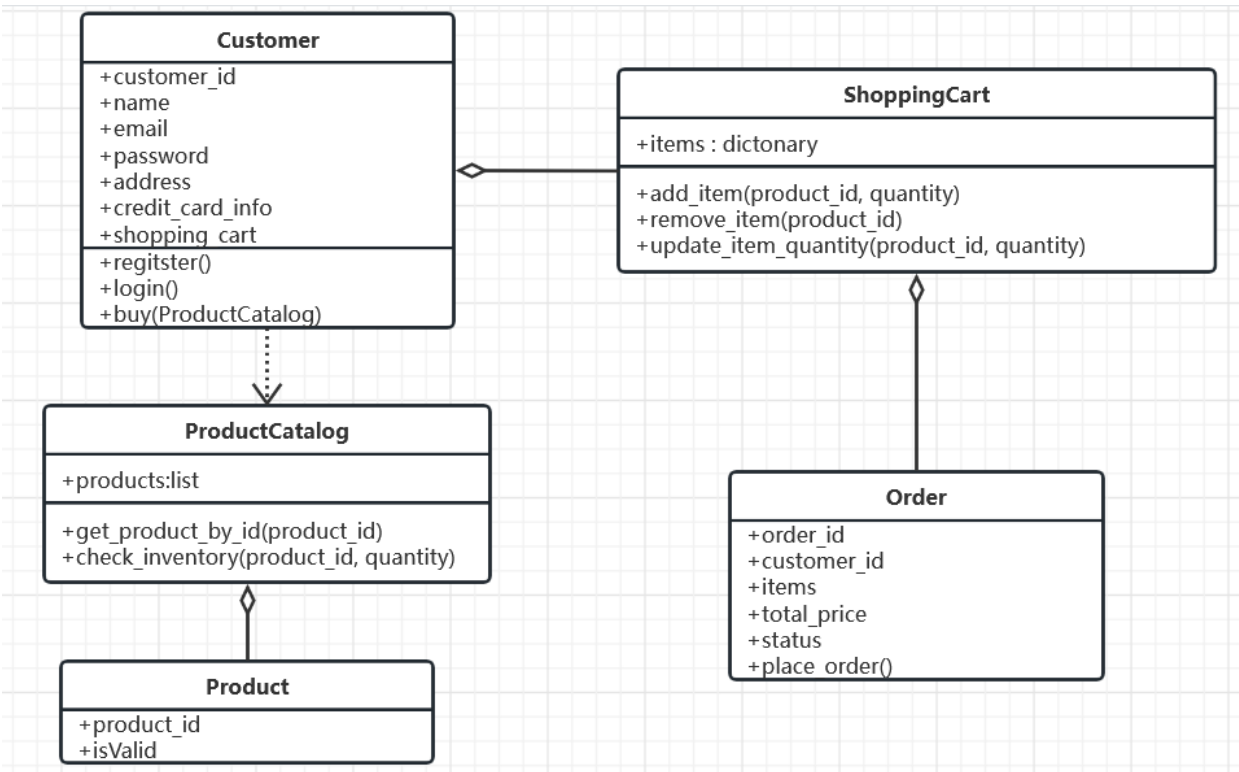 Customer
+customer_id
+name
+email
+password
+address
+credit_card_info
+shopping_cart
+regitster()
+login()
+buy(ProductCatalog)
ShoppingCart
+items : dictonary
+add_item(product_id, quantity)
+remove_item(product_id)
+update_item_quantity(product_id, quantity)
ProductCatalog
+products:list
+get_product_by_id(product_id)
+check_inventory(product_id, quantity)
Order
+order_id
+customer_id
+items
+total_price
+status
+place_order()
Product
+product_id
+isValid